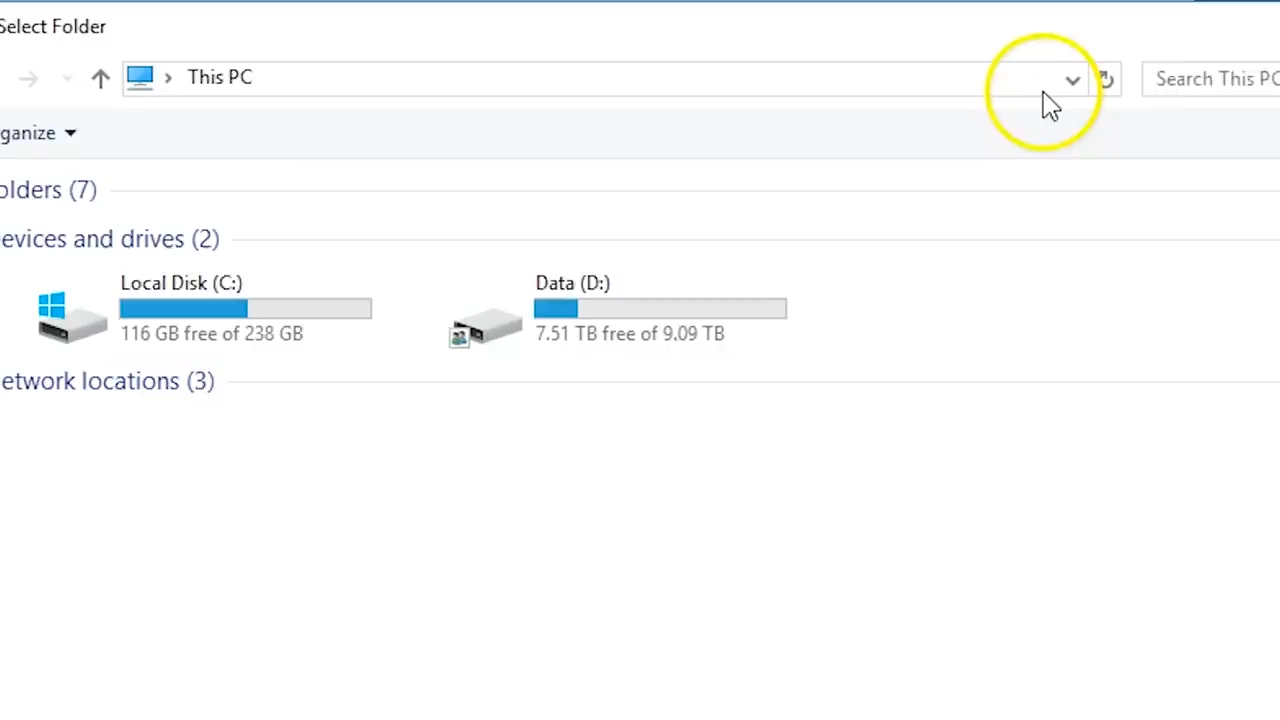 Select Folder
This PC
Search This PC
ganize
olders (7)
evices and drives (2)
Local Disk (C:)
Data (D:)
116 GB free of 238 GB
7.51 TB free of 9.09 TB
etwork locations (3)